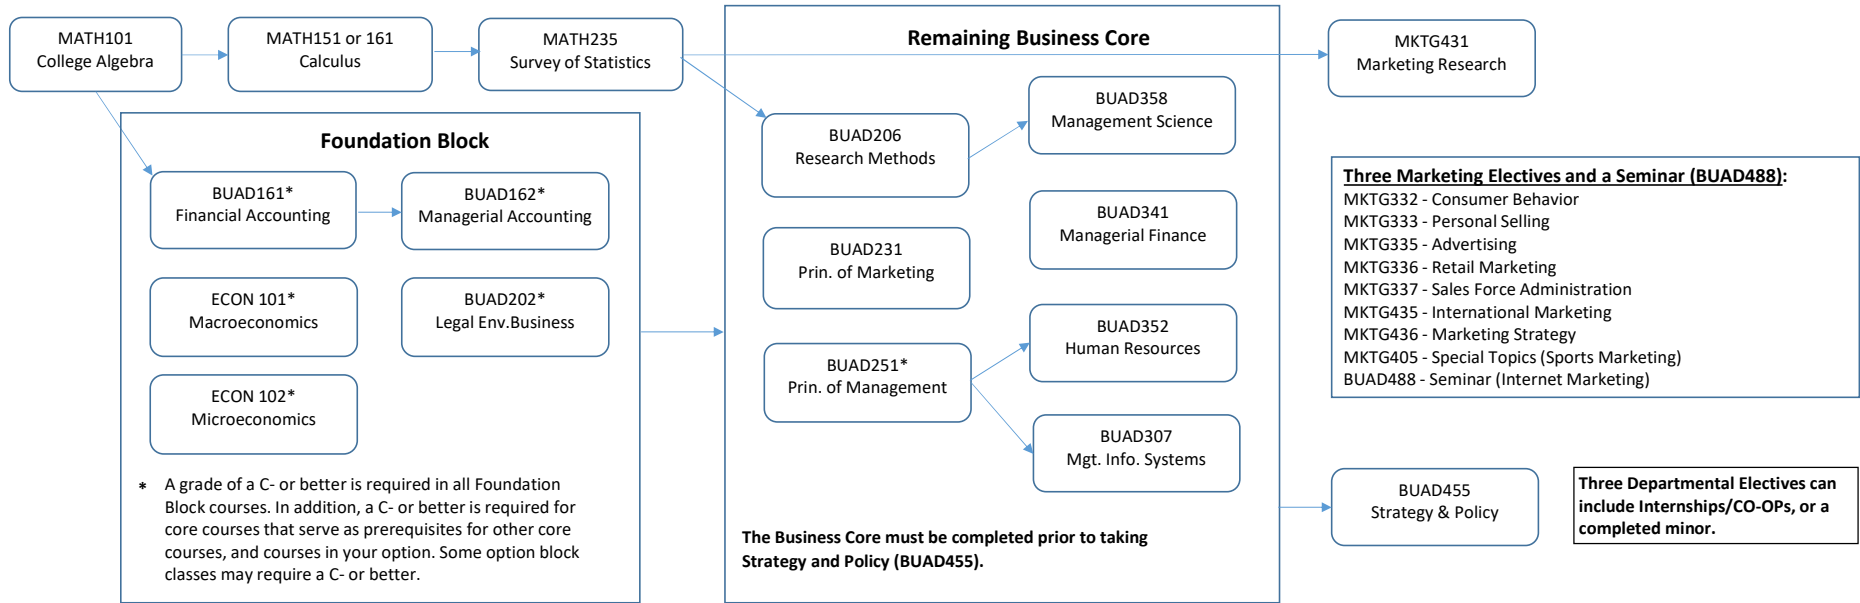 MATH101
College Algebra
MATH151 or 161
Calculus
MATH235
Survey of Statistics
Foundation Block
BUAD161*
Financial Accounting
BUAD162*
Managerial Accounting
ECON 101*
Macroeconomics
BUAD202*
Legal Env.Business
ECON 102*
Microeconomics
* A grade of a C- or better is required in all Foundation
Block courses. In addition, a C- or better is required for
core courses that serve as prerequisites for other core
courses, and courses in your option. Some option block
classes may require a C- or better.
Remaining Business Core
BUAD206
Research Methods
BUAD358
Management Science
BUAD341
Managerial Finance
BUAD231
Prin. of Marketing
BUAD352
Human Resources
BUAD251*
Prin. of Management
BUAD307
Mgt. Info. Systems
The Business Core must be completed prior to taking
Strategy and Policy (BUAD455).
MKTG431
Marketing Research
Three Marketing Electives and a Seminar (BUAD488):
MKTG332 - Consumer Behavior
MKTG333 - Personal Selling
MKTG335 - Advertising
MKTG336 - Retail Marketing
MKTG337 - Sales Force Administration
MKTG435 - International Marketing
MKTG436 - Marketing Strategy
MKTG405 - Special Topics (Sports Marketing)
BUAD488 - Seminar (Internet Marketing)
BUAD455
Strategy & Policy
Three Departmental Electives can
include Internships/CO-OPs, or a
completed minor.